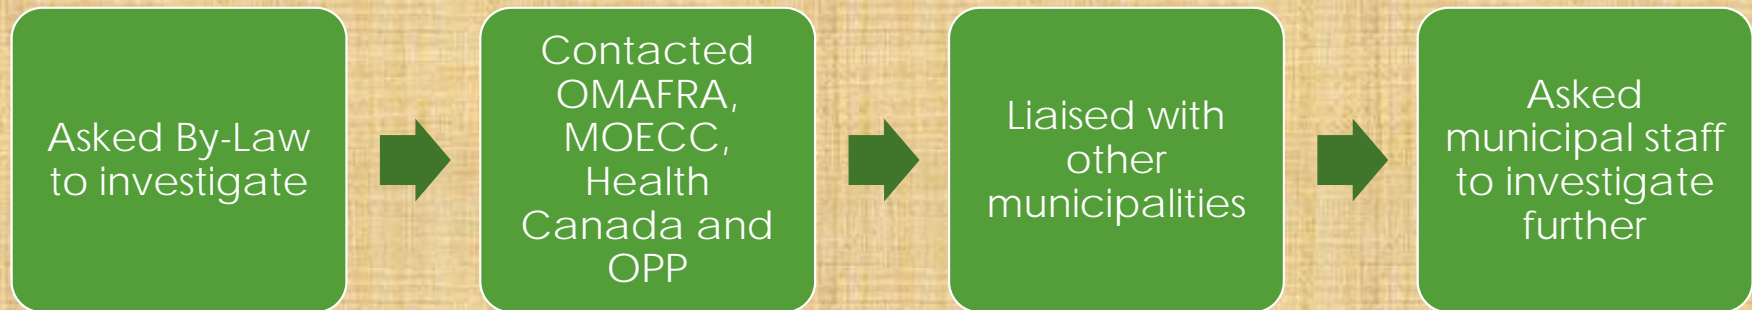 Asked By-Law
to investigate
Contacted
OMAFRA,
MOECC,
Health
Canada and
OPP
Liaised with
other
municipalities
Asked
municipal staff
to investigate
further